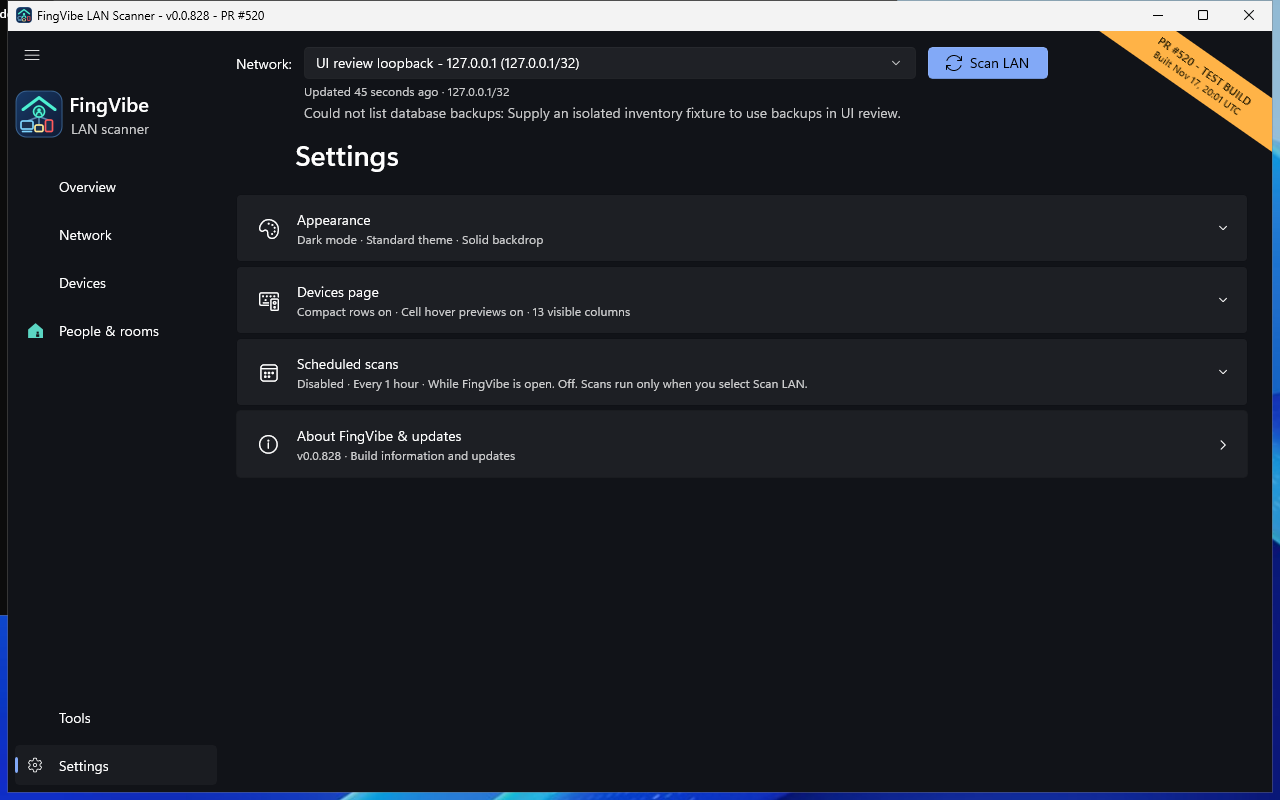 FingVibe LAN Scanner - v0.0.828 - PR #520
Network:
UI review loopback - 127.0.0.1 (127.0.0.1/32)
Scan LAN
PR #520 - TEST BUILD
Built Nov 17, 20:01 UTC
Updated 45 seconds ago · 127.0.0.1/32
Could not list database backups: Supply an isolated inventory fixture to use backups in UI review.
FingVibe
LAN scanner
Overview
Network
Devices
People & rooms
Tools
Settings
Settings
Appearance
Dark mode · Standard theme · Solid backdrop
Devices page
Compact rows on · Cell hover previews on · 13 visible columns
Scheduled scans
Disabled · Every 1 hour · While FingVibe is open. Off. Scans run only when you select Scan LAN.
About FingVibe & updates
v0.0.828 · Build information and updates